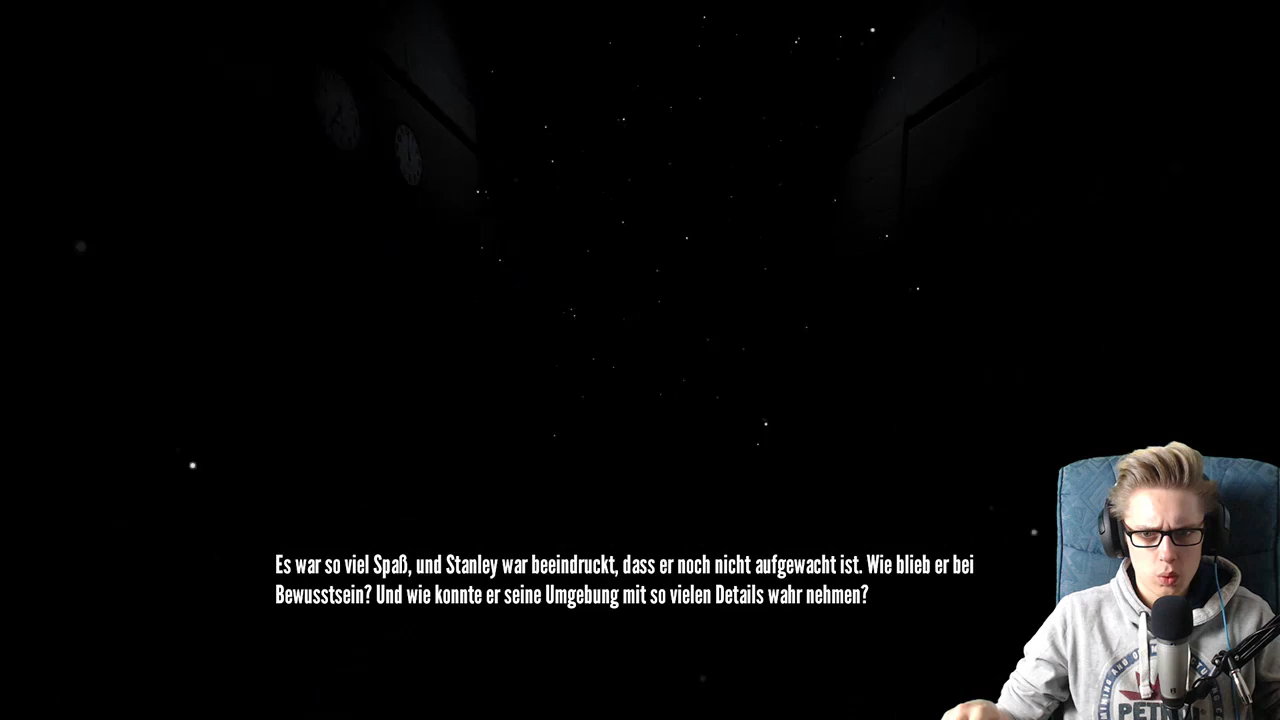 Es war so viel Spaß, und Stanley war beeindruckt, dass er noch nicht aufgewacht ist. Wie blieb er bei
Bewusstsein? Und wie konnte er seine Umgebung mit so vielen Details wahr nehmen?